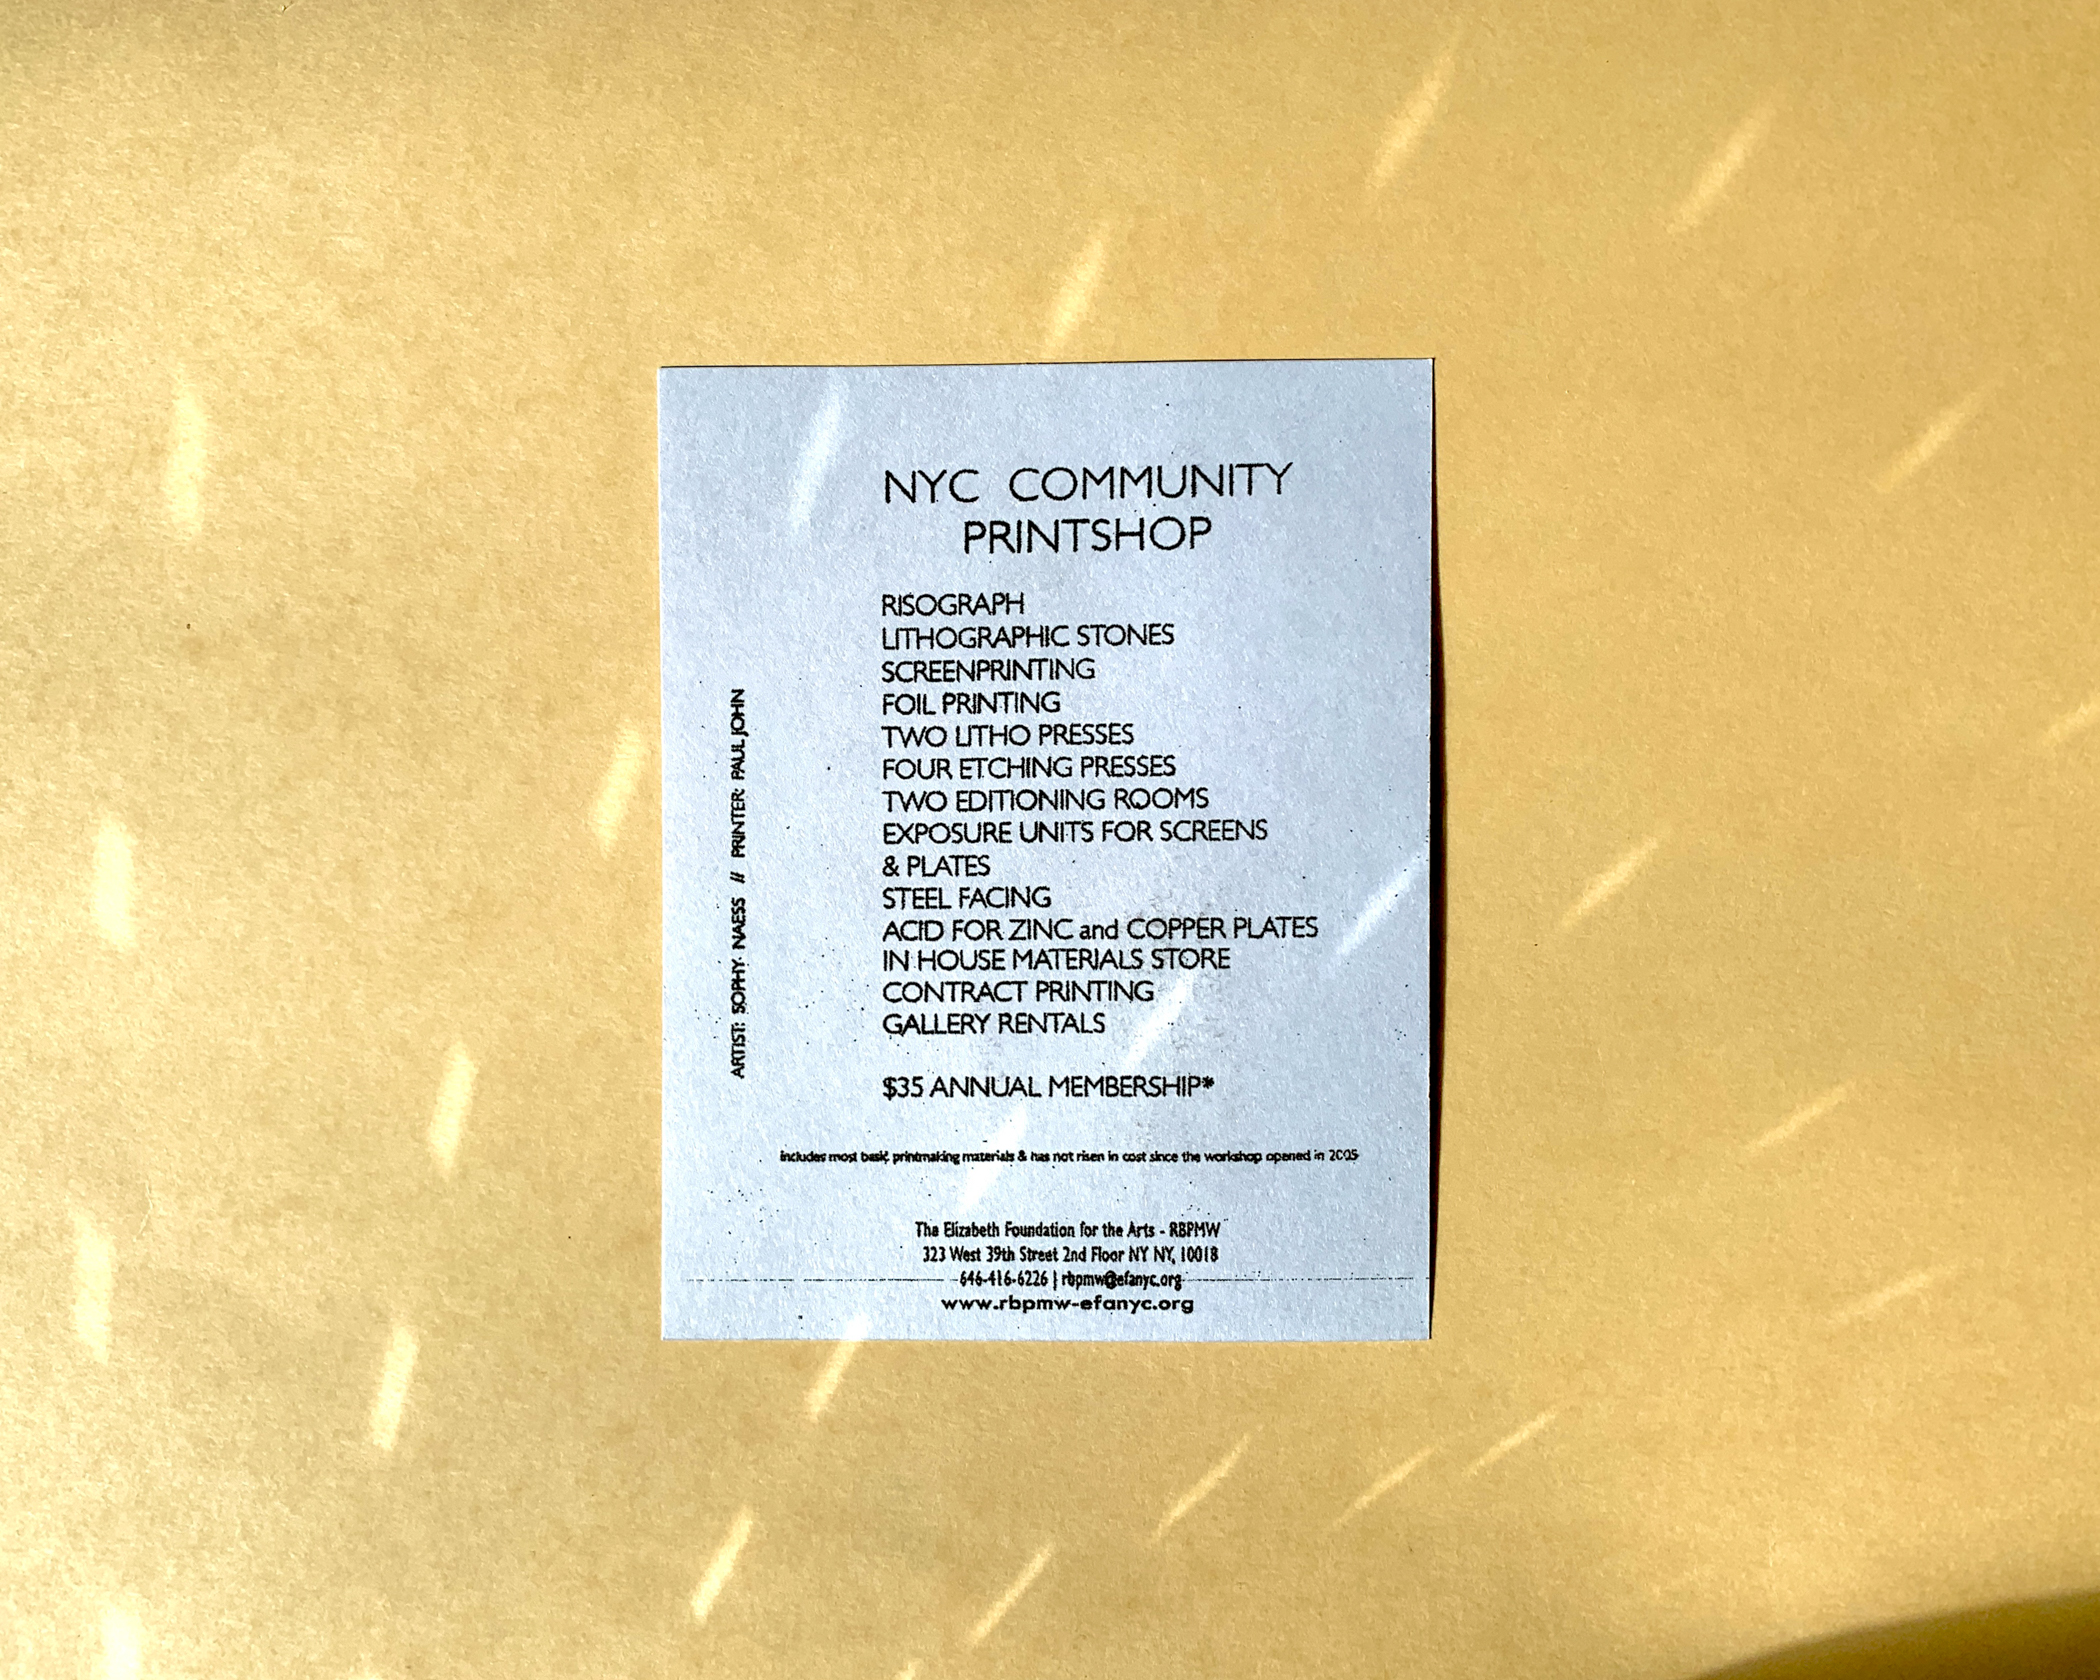 NYC COMMUNITY
PRINTSHOP
RISOGRAPH
LITHOGRAPHIC STONES
SCREENPRINTING
FOIL PRINTING
TWO LITHO PRESSES
FOUR ETCHING PRESSES
TWO EDITIONING ROOMS
EXPOSURE UNITS FOR SCREENS
& PLATES
STEEL FACING
ACID FOR ZINC and COPPER PLATES
IN HOUSE MATERIALS STORE
CONTRACT PRINTING
GALLERY RENTALS
$35 ANNUAL MEMBERSHIP*
includes most basic printmaking materials & has not risen in cost since the workshop opened in 2005
The Elizabeth Foundation for the Arts - RBPMW
323 West 39th Street 2nd Floor NY NY, 10018
646-416-6226 | rbpmw@efanyc.org
www.rbpmw-efanyc.org
ARTIST: SOPHY NAESS // PRINTER: PAUL JOHN